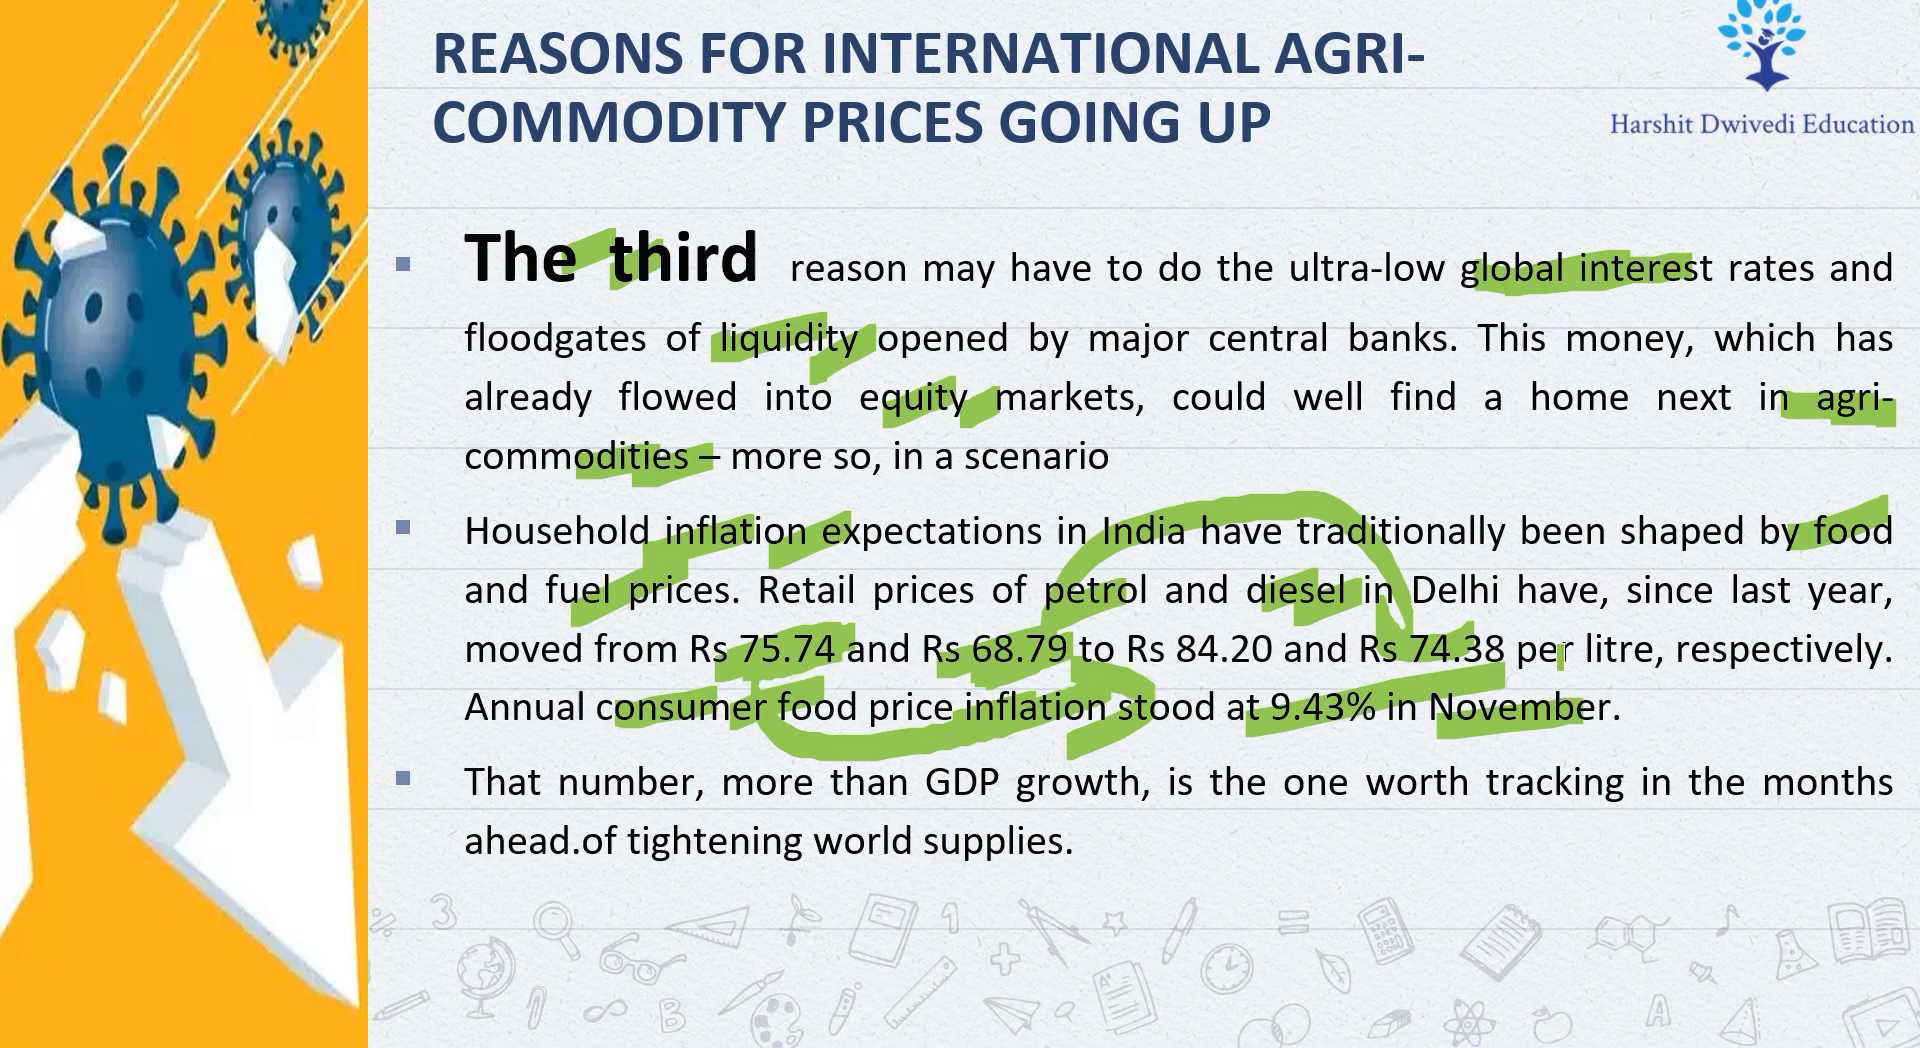 REASONS FOR INTERNATIONAL AGRI-
COMMODITY PRICES GOING UP
Harshit Dwivedi Education
The third reason may have to do the ultra-low global interest rates and
floodgates of liquidity opened by major central banks. This money, which has
already flowed into equity markets, could well find a home next in agri-
commodities – more so, in a scenario
Household inflation expectations in India have traditionally been shaped by food
and fuel prices. Retail prices of petrol and diesel in Delhi have, since last year,
moved from Rs 75.74 and Rs 68.79 to Rs 84.20 and Rs 74.38 per litre, respectively.
Annual consumer food price inflation stood at 9.43% in November.
That number, more than GDP growth, is the one worth tracking in the months
ahead.of tightening world supplies.